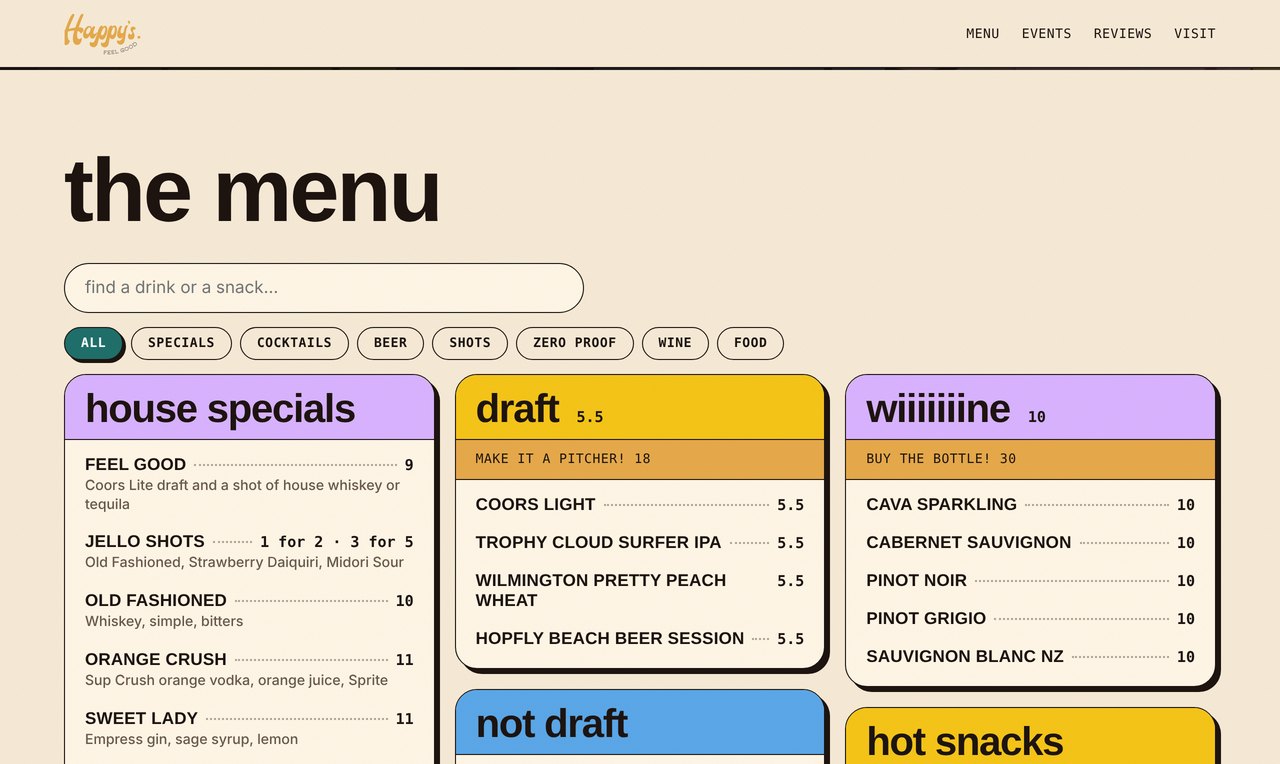 Happy's.
FEEL GOOD
MENU EVENTS REVIEWS VISIT
the menu
find a drink or a snack...
ALL SPECIALS COCKTAILS BEER SHOTS ZERO PROOF WINE FOOD
house specials
FEEL GOOD 9
Coors Lite draft and a shot of house whiskey or
tequila
JELLO SHOTS 1 for 2 · 3 for 5
Old Fashioned, Strawberry Daiquiri, Midori Sour
OLD FASHIONED 10
Whiskey, simple, bitters
ORANGE CRUSH 11
Sup Crush orange vodka, orange juice, Sprite
SWEET LADY 11
Empress gin, sage syrup, lemon
draft 5.5
MAKE IT A PITCHER! 18
COORS LIGHT 5.5
TROPHY CLOUD SURFER IPA 5.5
WILMINGTON PRETTY PEACH 5.5
WHEAT
HOPFLY BEACH BEER SESSION 5.5
not draft
wiiiiiiine 10
BUY THE BOTTLE! 30
CAVA SPARKLING 10
CABERNET SAUVIGNON 10
PINOT NOIR 10
PINOT GRIGIO 10
SAUVIGNON BLANC NZ 10
hot snacks